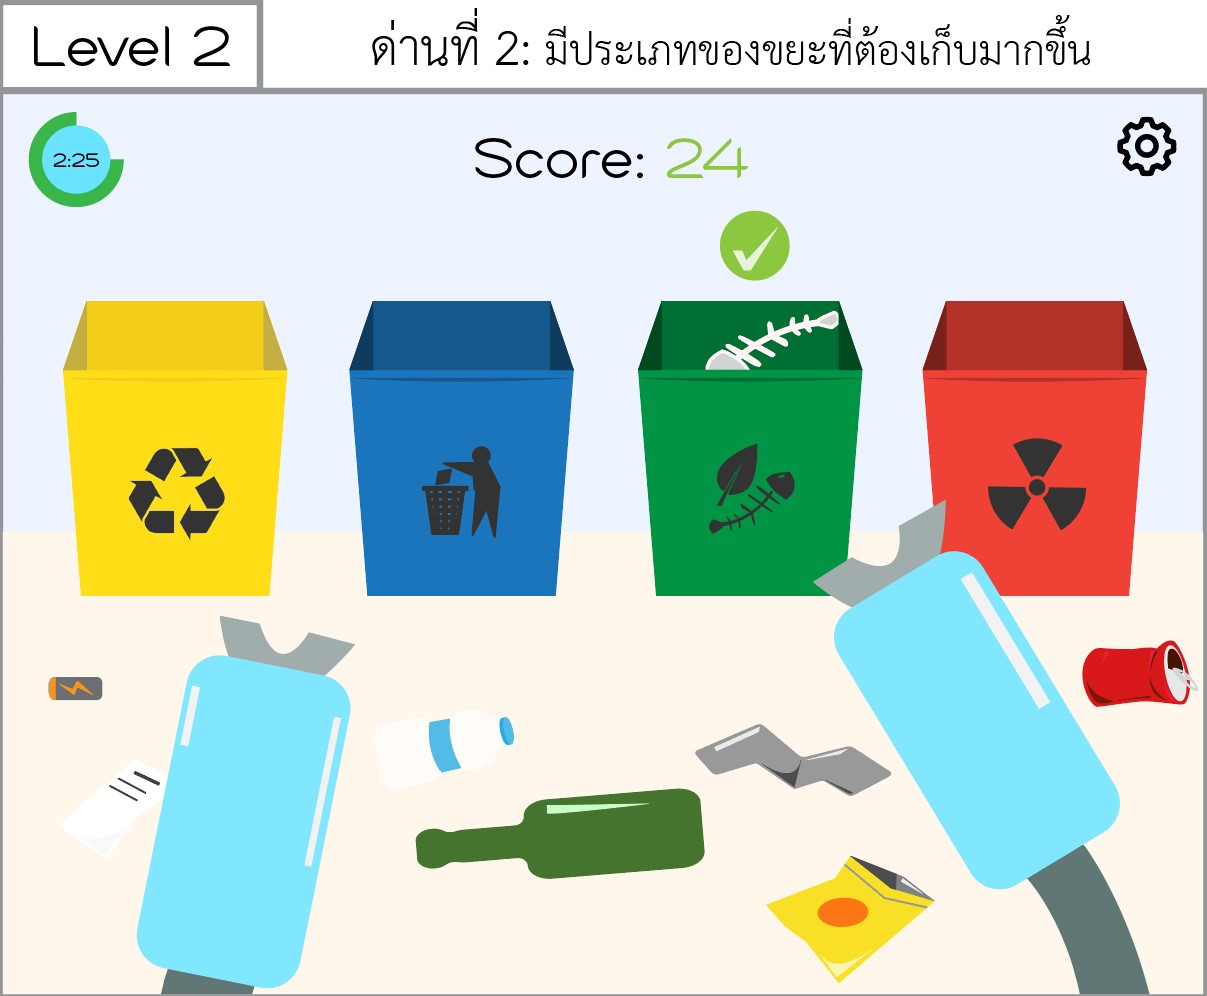 Level 2
ด่านที่ 2: มีประเภทของขยะที่ต้องเก็บมากขึ้น
2:25
Score: 24